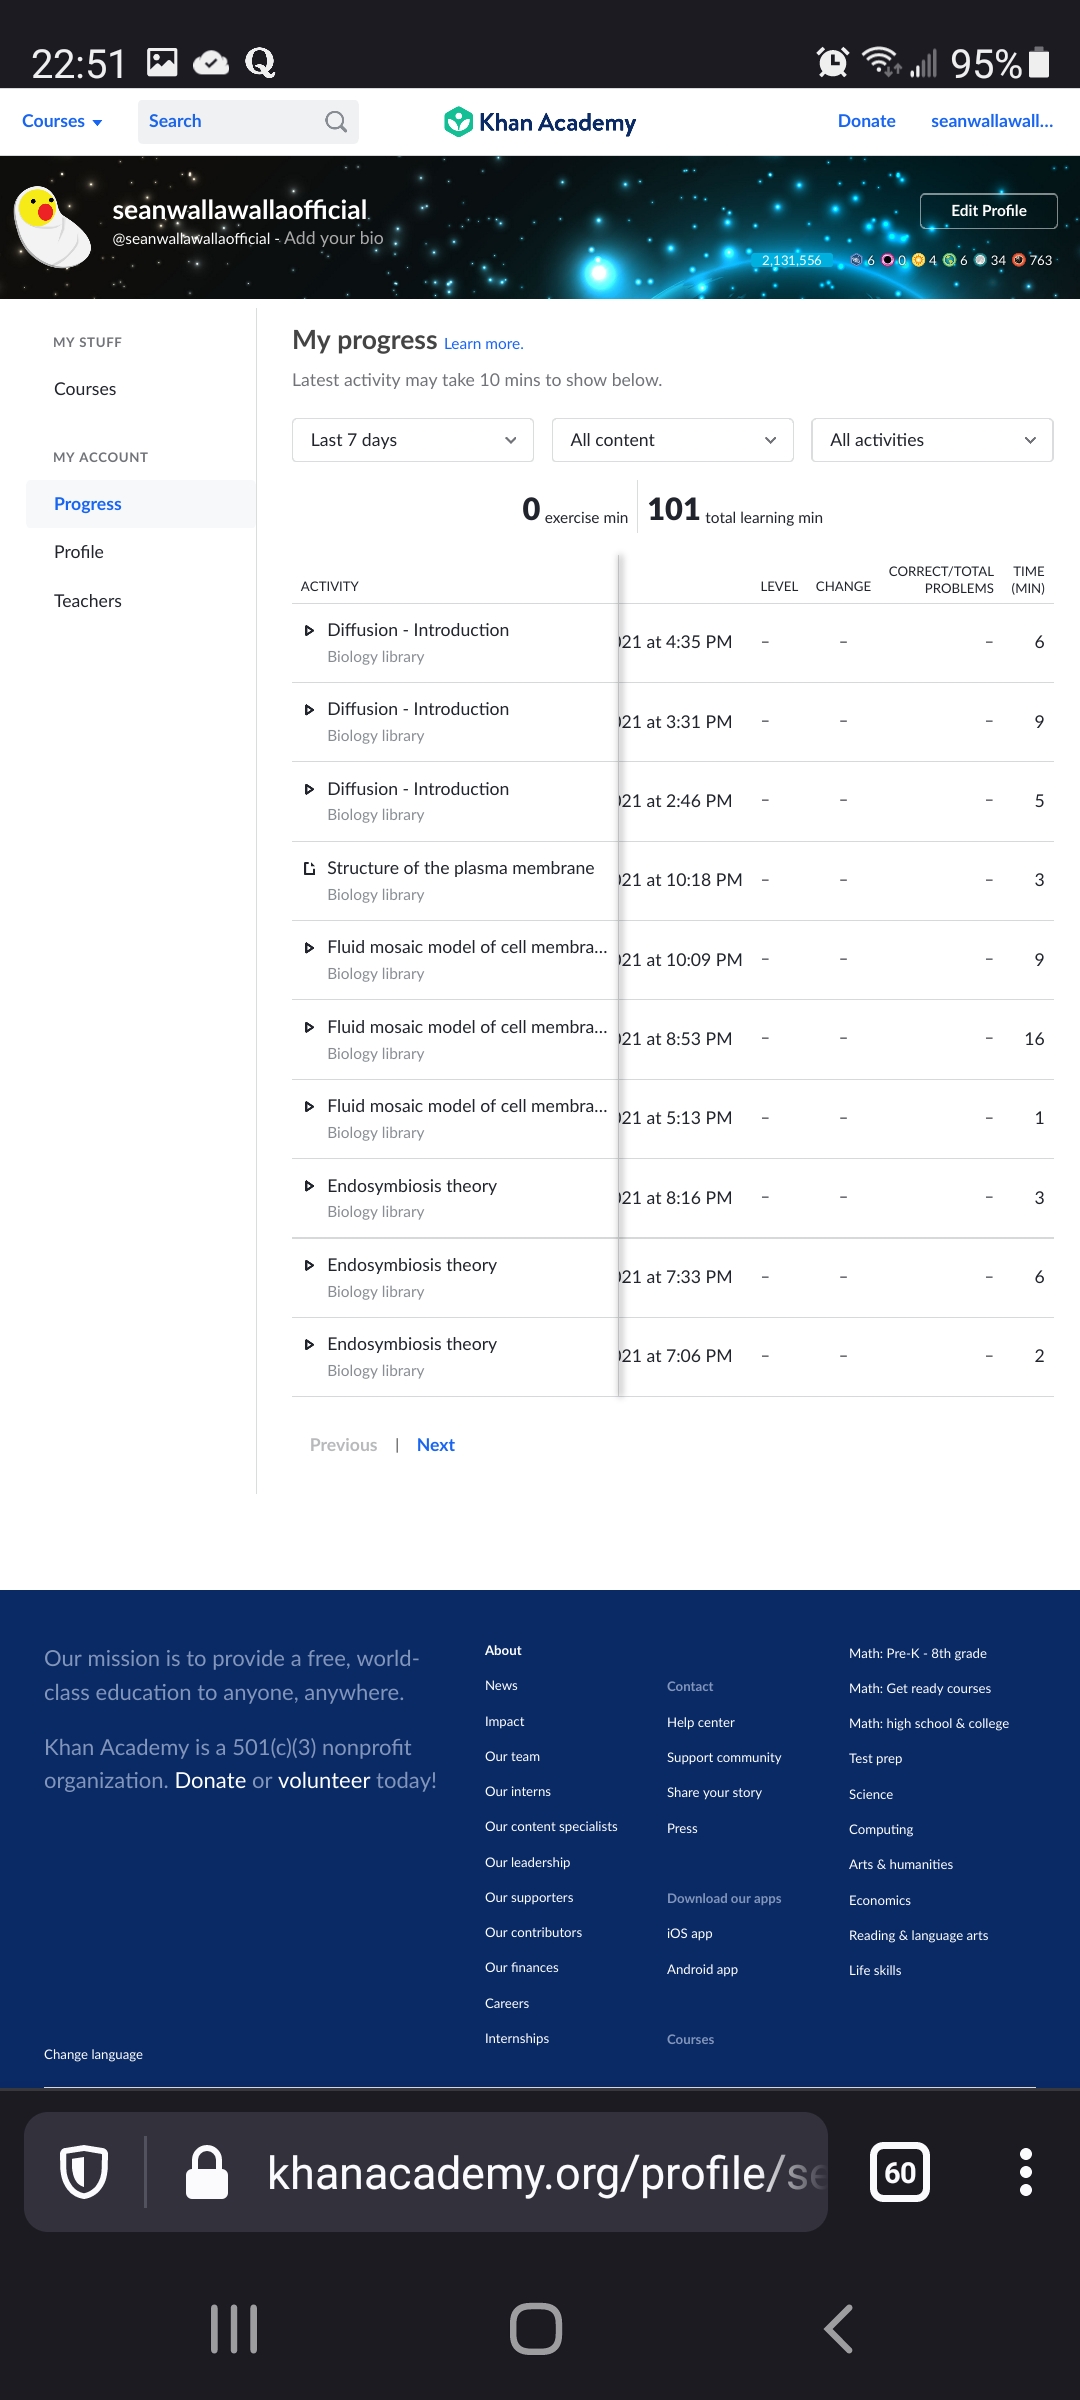 22:51 95%
Courses Search Khan Academy Donate seanwallawall...
seanwallawallaofficial
@seanwallawallaofficial - Add your bio
Edit Profile
2,131,556 6 0 4 6 34 763
MY STUFF
Courses
MY ACCOUNT
Progress
Profile
Teachers
My progress Learn more.
Latest activity may take 10 mins to show below.
Last 7 days All content All activities
0 exercise min 101 total learning min
ACTIVITY LEVEL CHANGE CORRECT/TOTAL PROBLEMS TIME (MIN)
Diffusion - Introduction 021 at 4:35 PM – – – 6
Biology library
Diffusion - Introduction 021 at 3:31 PM – – – 9
Biology library
Diffusion - Introduction 021 at 2:46 PM – – – 5
Biology library
Structure of the plasma membrane 021 at 10:18 PM – – – 3
Biology library
Fluid mosaic model of cell membra... 021 at 10:09 PM – – – 9
Biology library
Fluid mosaic model of cell membra... 021 at 8:53 PM – – – 16
Biology library
Fluid mosaic model of cell membra... 021 at 5:13 PM – – – 1
Biology library
Endosymbiosis theory 021 at 8:16 PM – – – 3
Biology library
Endosymbiosis theory 021 at 7:33 PM – – – 6
Biology library
Endosymbiosis theory 021 at 7:06 PM – – – 2
Biology library
Previous | Next
Our mission is to provide a free, world-
class education to anyone, anywhere.
Khan Academy is a 501(c)(3) nonprofit
organization. Donate or volunteer today!
Change language
About
News
Impact
Our team
Our interns
Our content specialists
Our leadership
Our supporters
Our contributors
Our finances
Careers
Internships
Contact
Help center
Support community
Share your story
Press
Download our apps
iOS app
Android app
Courses
Math: Pre-K - 8th grade
Math: Get ready courses
Math: high school & college
Test prep
Science
Computing
Arts & humanities
Economics
Reading & language arts
Life skills
khanacademy.org/profile/se 60